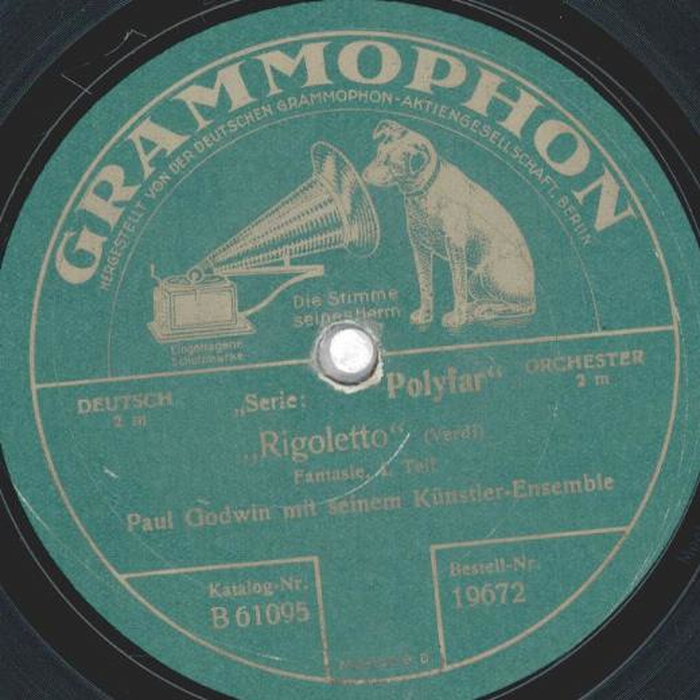 GRAMMOPHON
HERGESTELLT VON DER DEUTSCHEN GRAMMOPHON-AKTIENGESELLSCHAFT, BERLIN
Die Stimme
seines Herrn
Eingetragene
Schutzmarke
DEUTSCH
2 m
„Serie: Polyfar“
ORCHESTER
2 m
„Rigoletto“ (Verdi)
Fantasie, Teil
Paul Godwin mit seinem Künstler-Ensemble
Katalog-Nr.
B 61095
Bestell-Nr.
19672